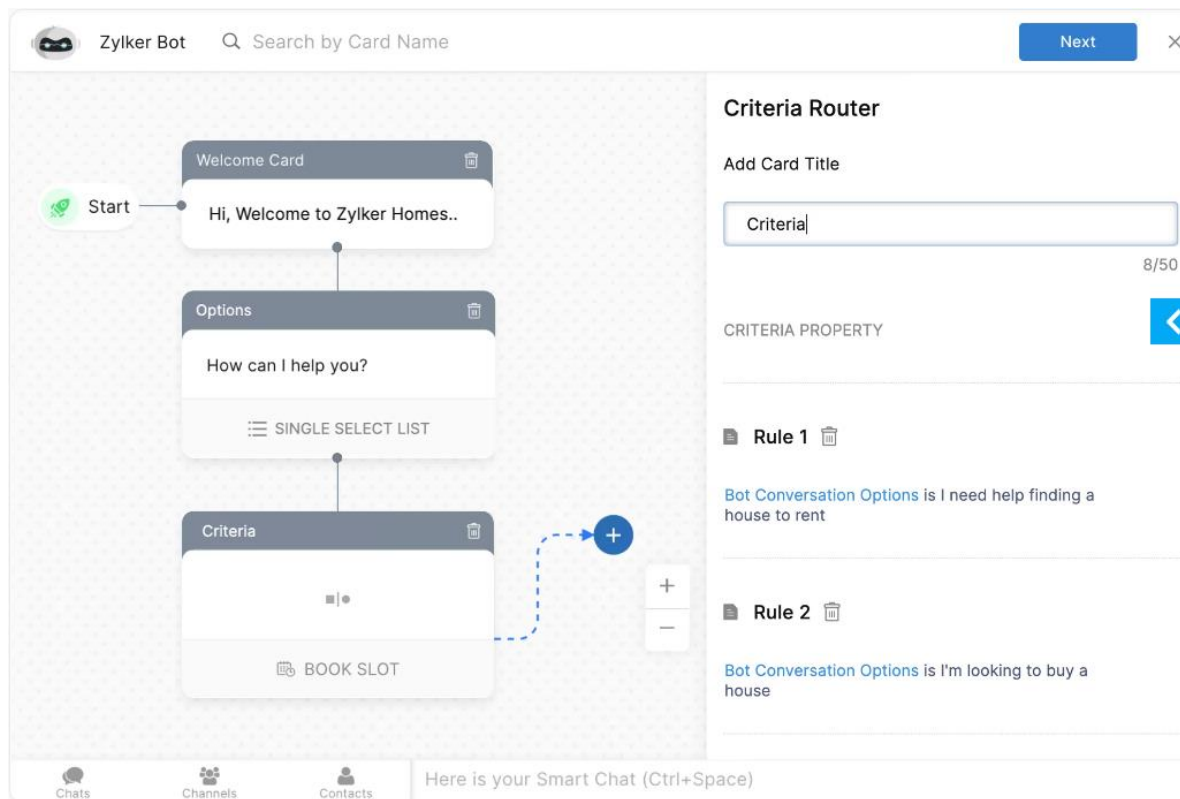 Zylker Bot
Search by Card Name
Next
Start
Welcome Card
Hi, Welcome to Zylker Homes..
Options
How can I help you?
SINGLE SELECT LIST
Criteria
BOOK SLOT
Criteria Router
Add Card Title
Criteria
8/50
CRITERIA PROPERTY
Rule 1
Bot Conversation Options is I need help finding a
house to rent
Rule 2
Bot Conversation Options is I'm looking to buy a
house
Chats
Channels
Contacts
Here is your Smart Chat (Ctrl+Space)